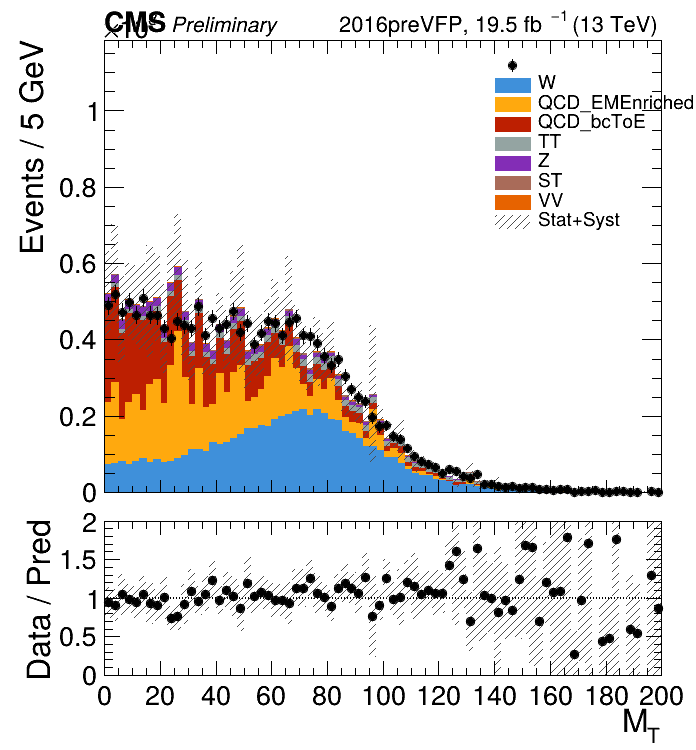 CMS Preliminary 2016preVFP, 19.5 fb⁻¹ (13 TeV)
Events / 5 GeV
1
0.8
0.6
0.4
0.2
0
W
QCD_EMEnriched
QCD_bcToE
TT
Z
ST
VV
Stat+Syst
Data / Pred
2
1.5
1
0.5
0
0 20 40 60 80 100 120 140 160 180 200
M_T